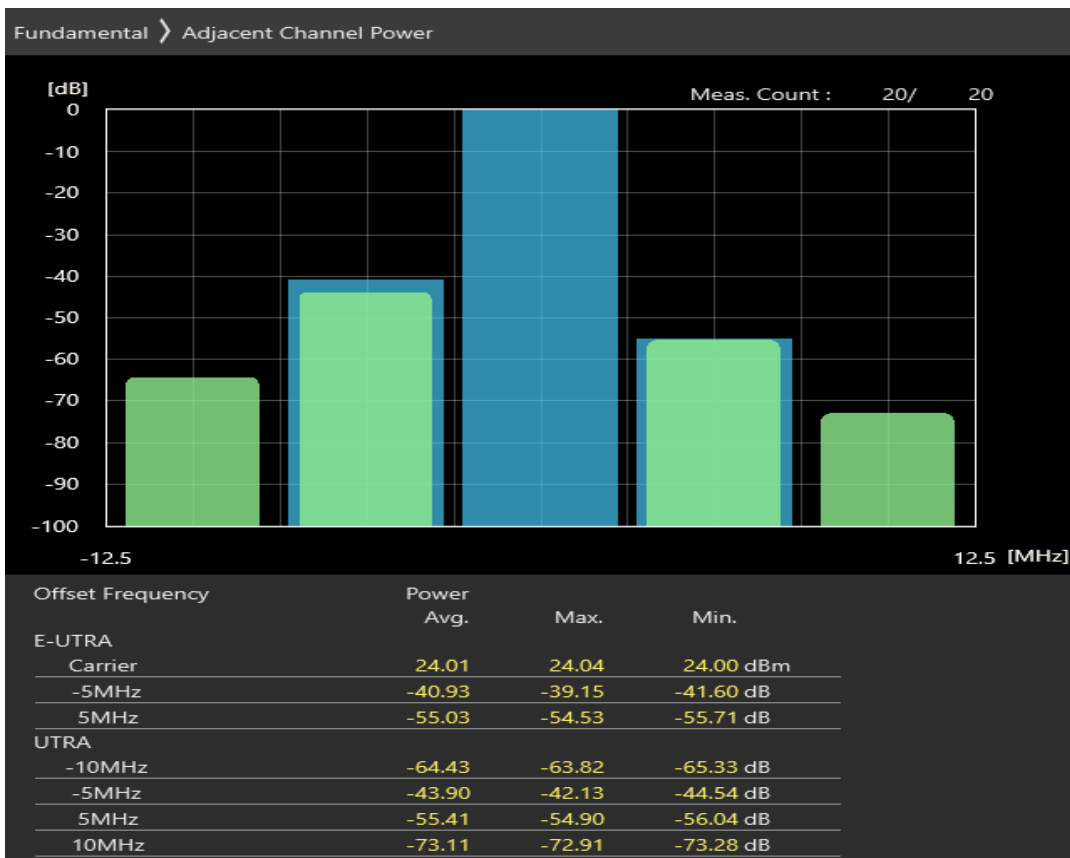 Fundamental 〉 Adjacent Channel Power
[dB]
Meas. Count : 20/ 20
0
-10
-20
-30
-40
-50
-60
-70
-80
-90
-100
-12.5 12.5 [MHz]
Offset Frequency Power
Avg. Max. Min.
E-UTRA
Carrier 24.01 24.04 24.00 dBm
-5MHz -40.93 -39.15 -41.60 dB
5MHz -55.03 -54.53 -55.71 dB
UTRA
-10MHz -64.43 -63.82 -65.33 dB
-5MHz -43.90 -42.13 -44.54 dB
5MHz -55.41 -54.90 -56.04 dB
10MHz -73.11 -72.91 -73.28 dB